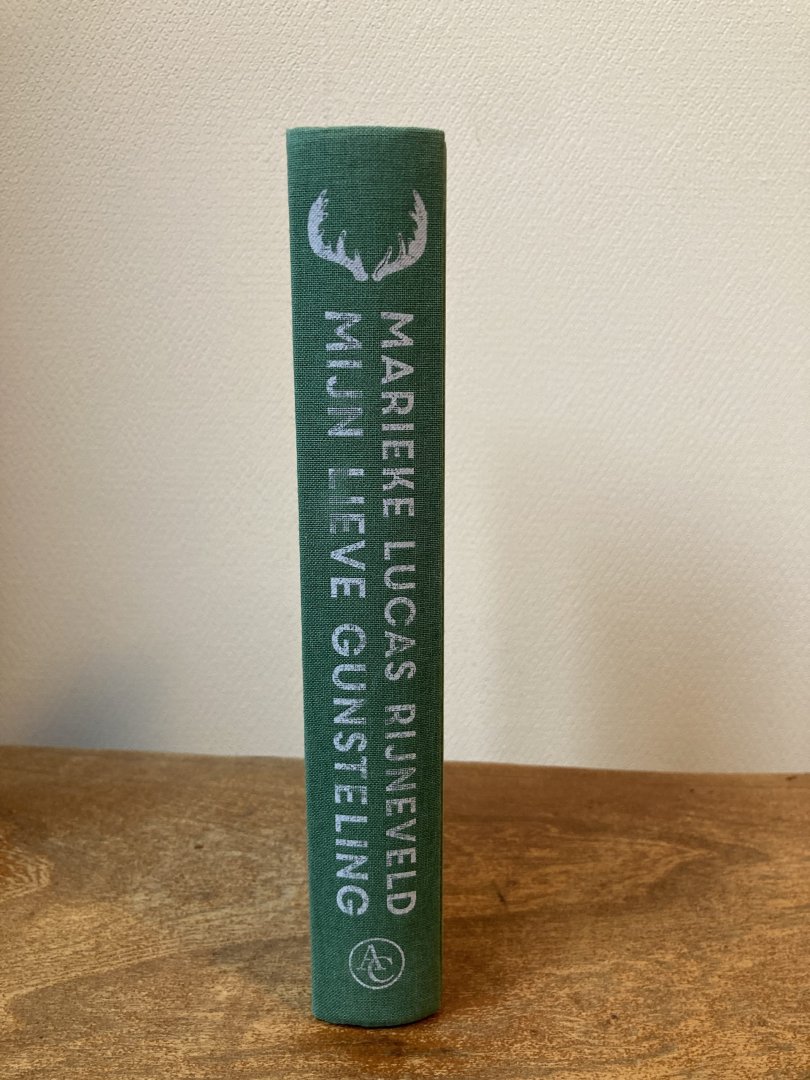 MARIEKE LUCAS RIJNEVELD
MIJN LIEVE GUNSTELING
AC